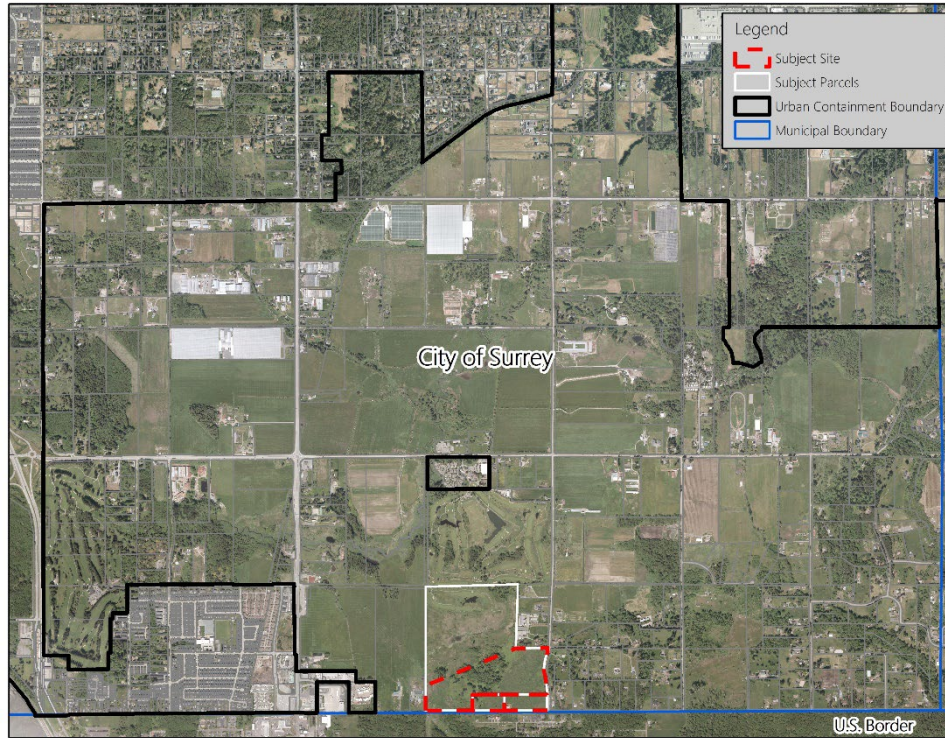 Legend
Subject Site
Subject Parcels
Urban Containment Boundary
Municipal Boundary
City of Surrey
U.S. Border